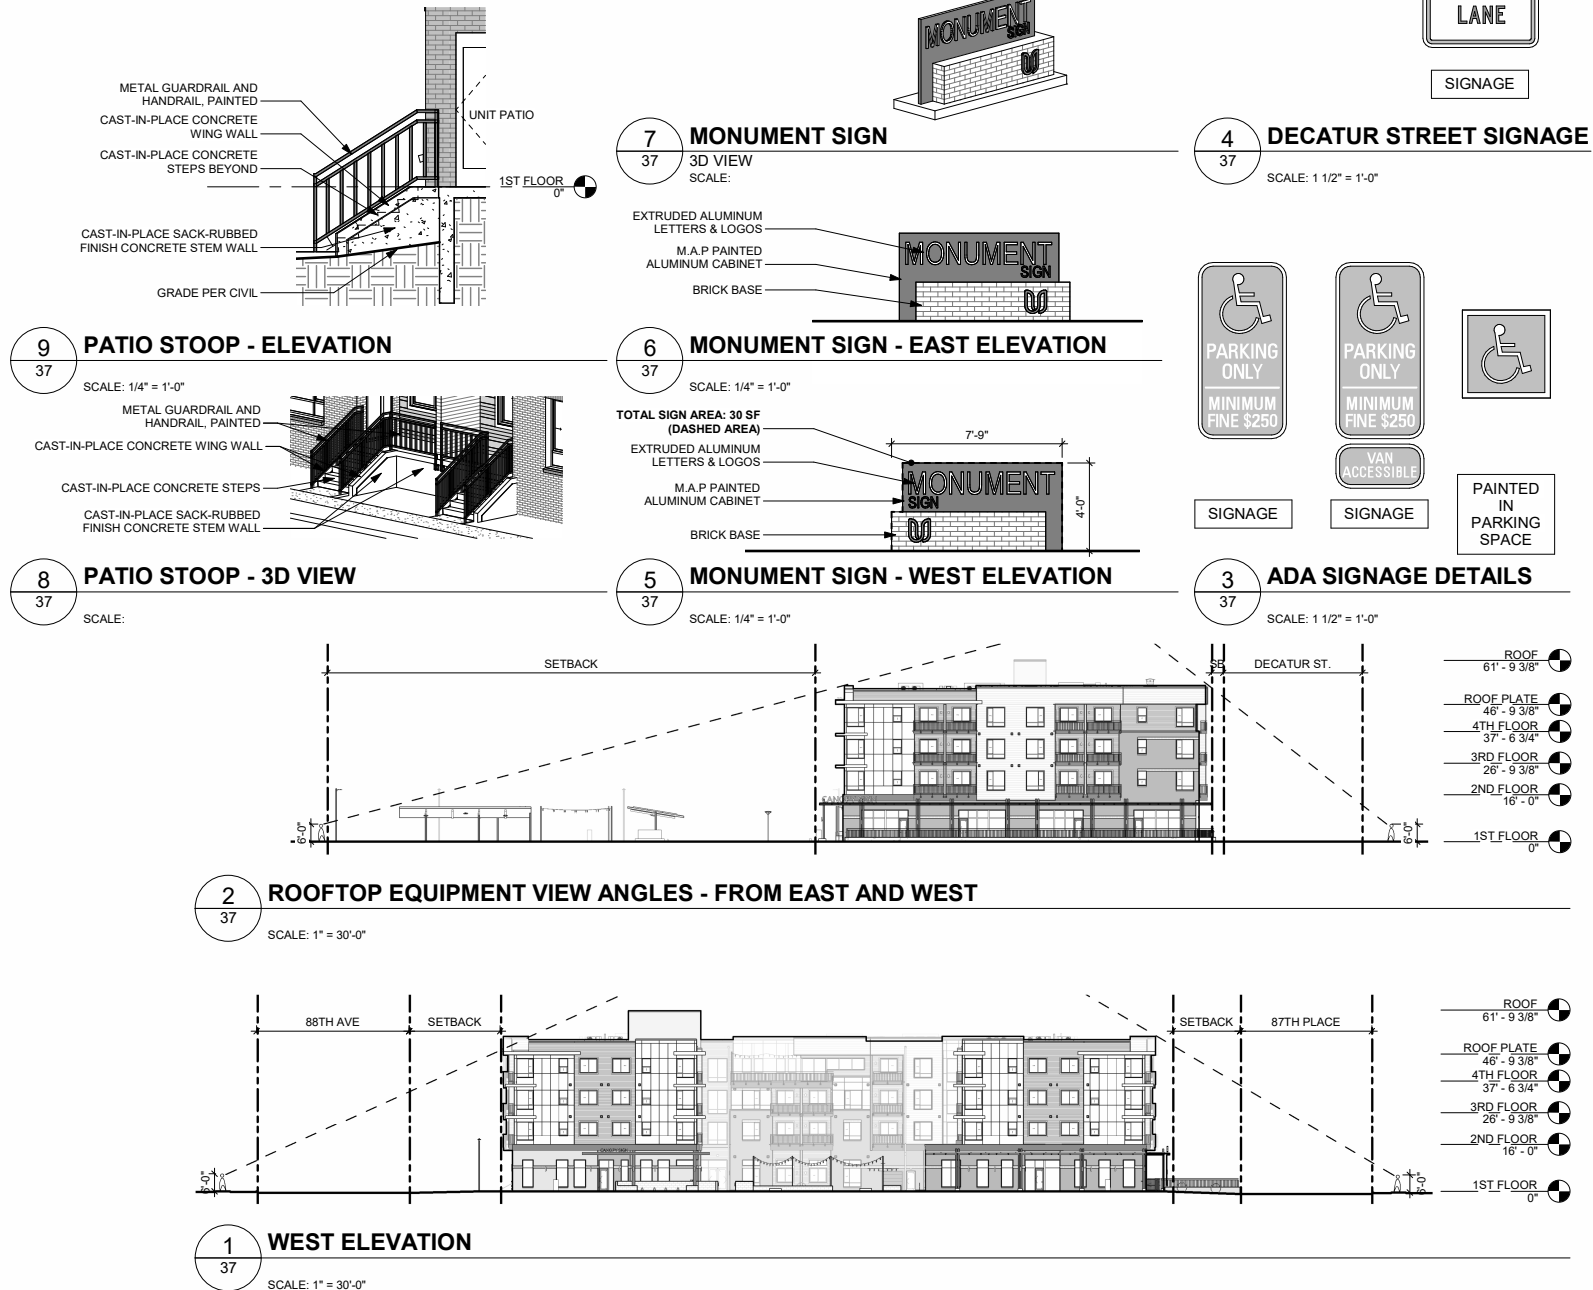 LANE
SIGNAGE
MONUMENT
SIGN
METAL GUARDRAIL AND
HANDRAIL, PAINTED
CAST-IN-PLACE CONCRETE
WING WALL
CAST-IN-PLACE CONCRETE
STEPS BEYOND
CAST-IN-PLACE SACK-RUBBED
FINISH CONCRETE STEM WALL
GRADE PER CIVIL
UNIT PATIO
1ST FLOOR
0"
7
37
MONUMENT SIGN
3D VIEW
SCALE:
4
37
DECATUR STREET SIGNAGE
SCALE: 1 1/2" = 1'-0"
EXTRUDED ALUMINUM
LETTERS & LOGOS
M.A.P PAINTED
ALUMINUM CABINET
BRICK BASE
MONUMENT
SIGN
9
37
PATIO STOOP - ELEVATION
SCALE: 1/4" = 1'-0"
6
37
MONUMENT SIGN - EAST ELEVATION
SCALE: 1/4" = 1'-0"
PARKING
ONLY
MINIMUM
FINE $250
PARKING
ONLY
MINIMUM
FINE $250
VAN
ACCESSIBLE
SIGNAGE
SIGNAGE
PAINTED
IN
PARKING
SPACE
METAL GUARDRAIL AND
HANDRAIL, PAINTED
CAST-IN-PLACE CONCRETE WING WALL
CAST-IN-PLACE CONCRETE STEPS
CAST-IN-PLACE SACK-RUBBED
FINISH CONCRETE STEM WALL
TOTAL SIGN AREA: 30 SF
(DASHED AREA)
EXTRUDED ALUMINUM
LETTERS & LOGOS
M.A.P PAINTED
ALUMINUM CABINET
BRICK BASE
7'-9"
4'-0"
MONUMENT
SIGN
8
37
PATIO STOOP - 3D VIEW
SCALE:
5
37
MONUMENT SIGN - WEST ELEVATION
SCALE: 1/4" = 1'-0"
3
37
ADA SIGNAGE DETAILS
SCALE: 1 1/2" = 1'-0"
SETBACK
SB
DECATUR ST.
6'-0"
6'-0"
ROOF
61' - 9 3/8"
ROOF PLATE
46' - 9 3/8"
4TH FLOOR
37' - 6 3/4"
3RD FLOOR
26' - 9 3/8"
2ND FLOOR
16' - 0"
1ST FLOOR
0"
2
37
ROOFTOP EQUIPMENT VIEW ANGLES - FROM EAST AND WEST
SCALE: 1" = 30'-0"
88TH AVE
SETBACK
SETBACK
87TH PLACE
6'-0"
6'-0"
CANOPY SIGN
ROOF
61' - 9 3/8"
ROOF PLATE
46' - 9 3/8"
4TH FLOOR
37' - 6 3/4"
3RD FLOOR
26' - 9 3/8"
2ND FLOOR
16' - 0"
1ST FLOOR
0"
1
37
WEST ELEVATION
SCALE: 1" = 30'-0"